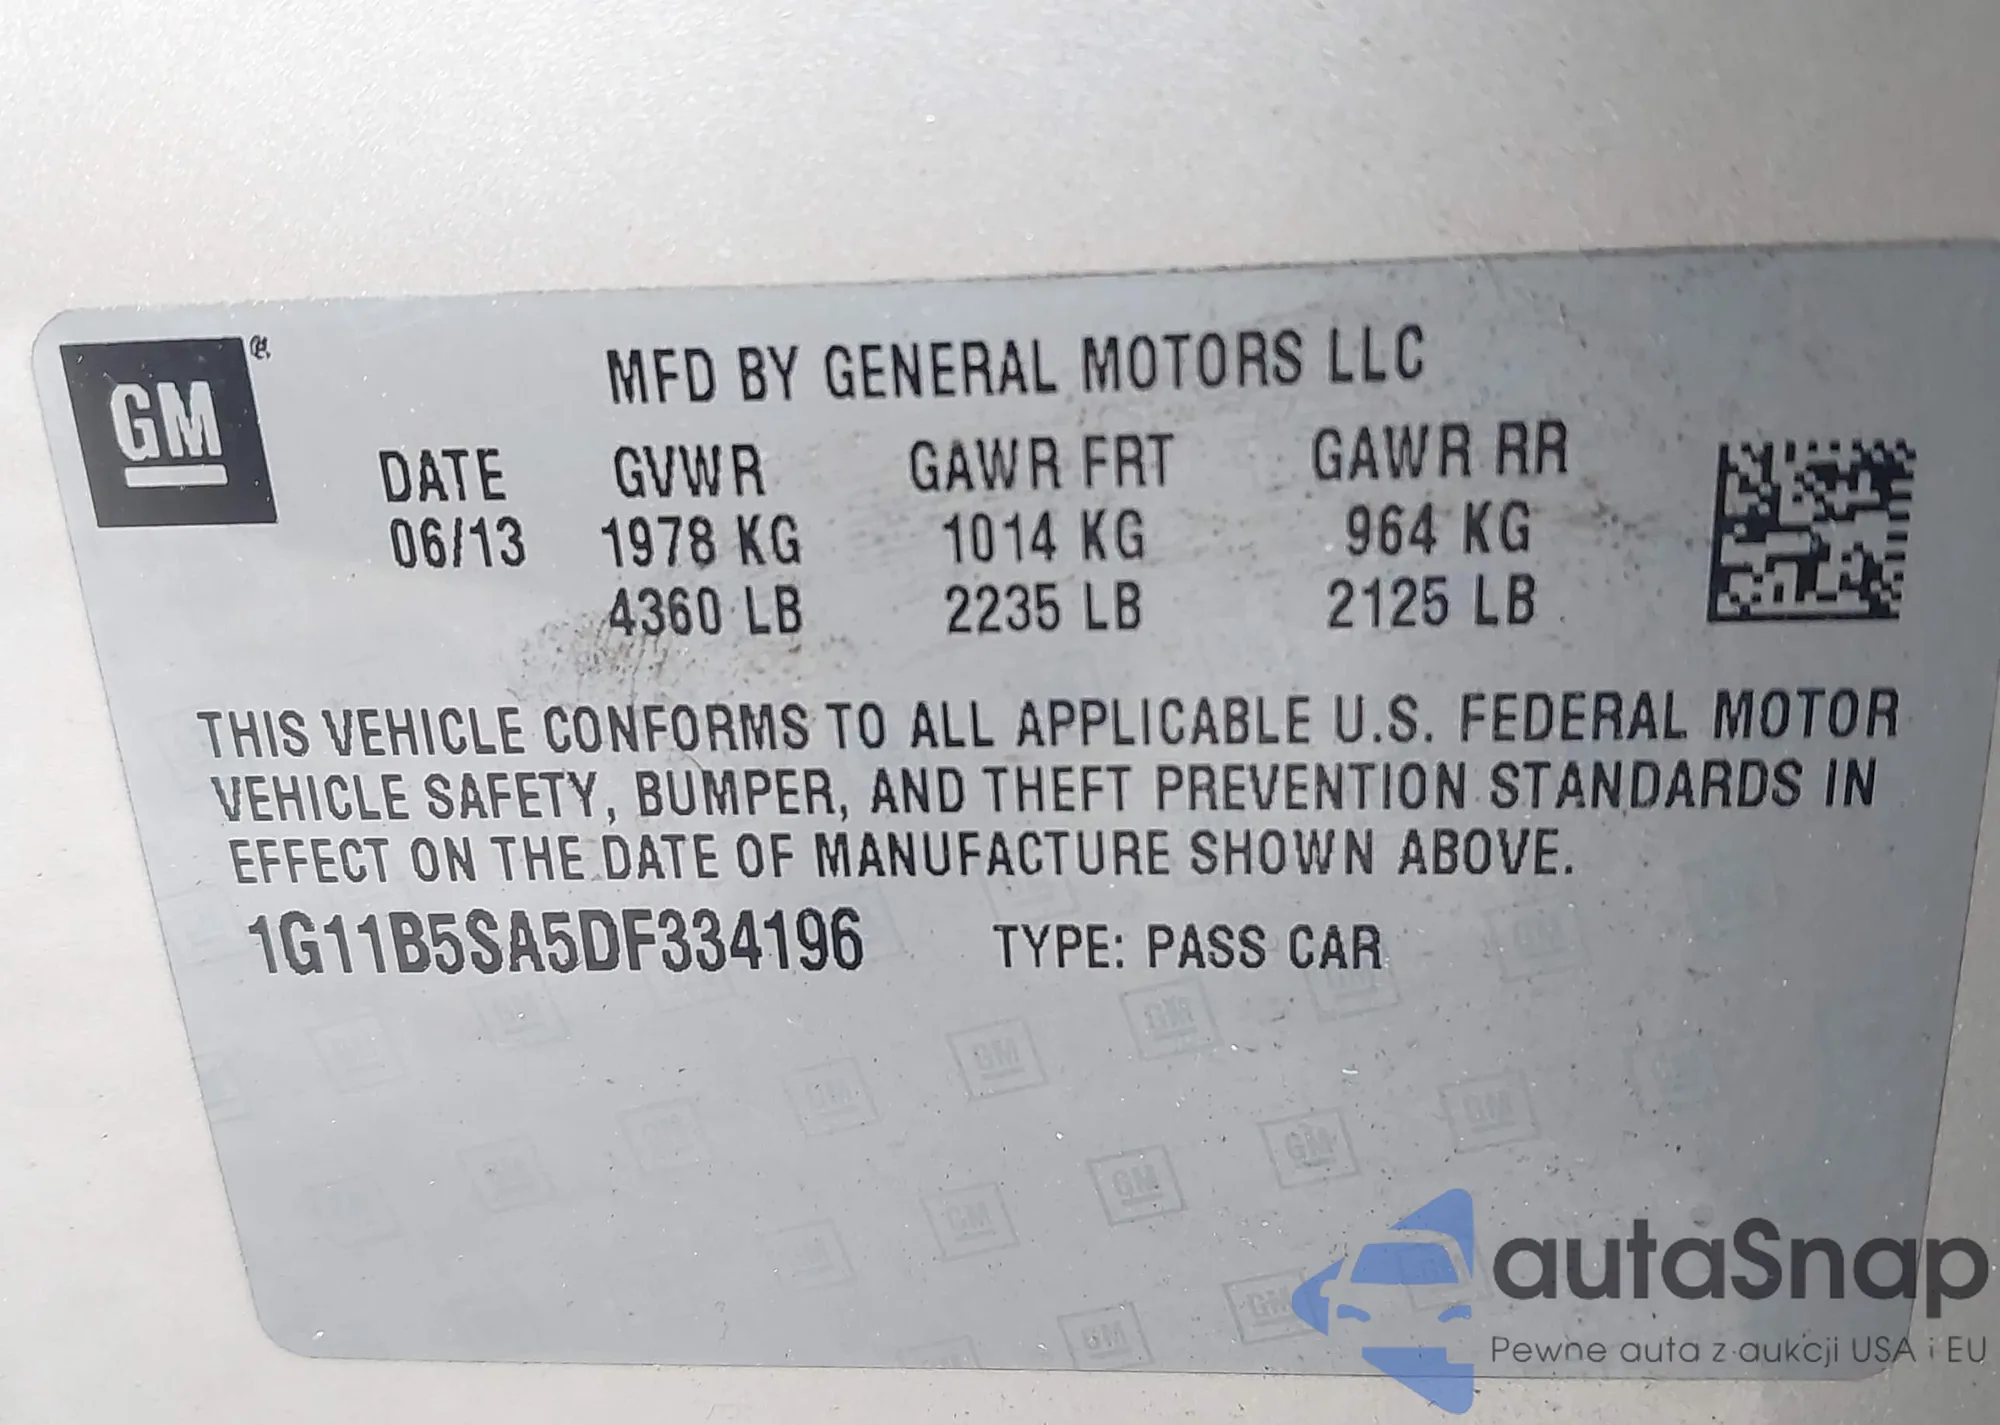 GM
MFD BY GENERAL MOTORS LLC
DATE GVWR GAWR FRT GAWR RR
06/13 1978 KG 1014 KG 964 KG
4360 LB 2235 LB 2125 LB
THIS VEHICLE CONFORMS TO ALL APPLICABLE U.S. FEDERAL MOTOR
VEHICLE SAFETY, BUMPER, AND THEFT PREVENTION STANDARDS IN
EFFECT ON THE DATE OF MANUFACTURE SHOWN ABOVE.
1G11B5SA5DF334196 TYPE: PASS CAR
autaSnap
Pewne auta z aukcji USA i EU